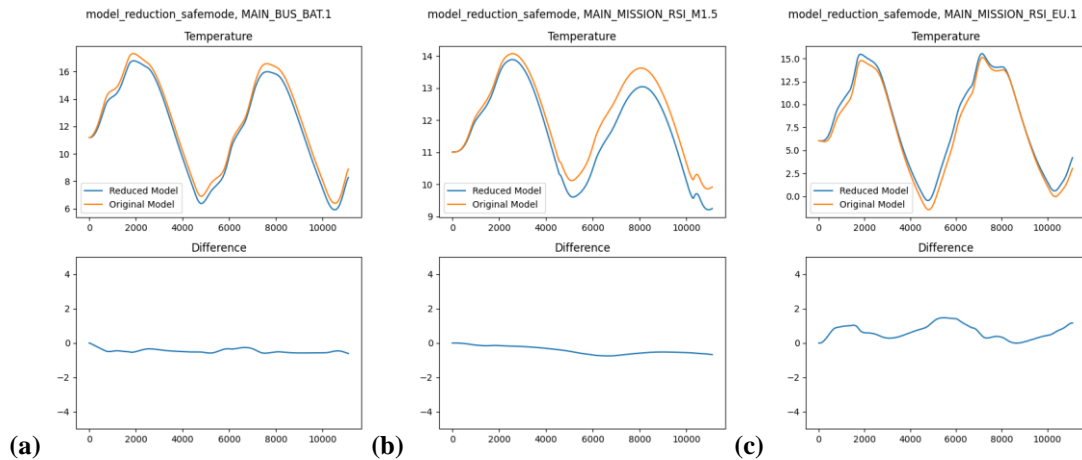 model_reduction_safemode, MAIN_BUS_BAT.1
Temperature
16
14
12
10
8
6
Reduced Model
Original Model
0 2000 4000 6000 8000 10000
Difference
4
2
0
−2
−4
0 2000 4000 6000 8000 10000
(a)
model_reduction_safemode, MAIN_MISSION_RSI_M1.5
Temperature
14
13
12
11
10
9
Reduced Model
Original Model
0 2000 4000 6000 8000 10000
Difference
4
2
0
−2
−4
0 2000 4000 6000 8000 10000
(b)
model_reduction_safemode, MAIN_MISSION_RSI_EU.1
Temperature
15.0
12.5
10.0
7.5
5.0
2.5
0.0
Reduced Model
Original Model
0 2000 4000 6000 8000 10000
Difference
4
2
0
−2
−4
0 2000 4000 6000 8000 10000
(c)